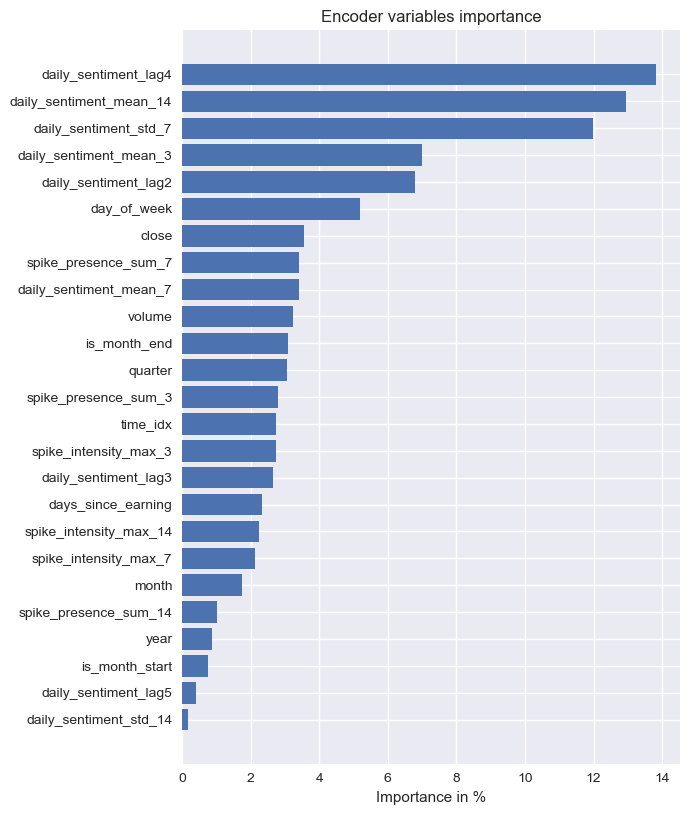 Encoder variables importance
daily_sentiment_lag4
daily_sentiment_mean_14
daily_sentiment_std_7
daily_sentiment_mean_3
daily_sentiment_lag2
day_of_week
close
spike_presence_sum_7
daily_sentiment_mean_7
volume
is_month_end
quarter
spike_presence_sum_3
time_idx
spike_intensity_max_3
daily_sentiment_lag3
days_since_earning
spike_intensity_max_14
spike_intensity_max_7
month
spike_presence_sum_14
year
is_month_start
daily_sentiment_lag5
daily_sentiment_std_14
0 2 4 6 8 10 12 14
Importance in %